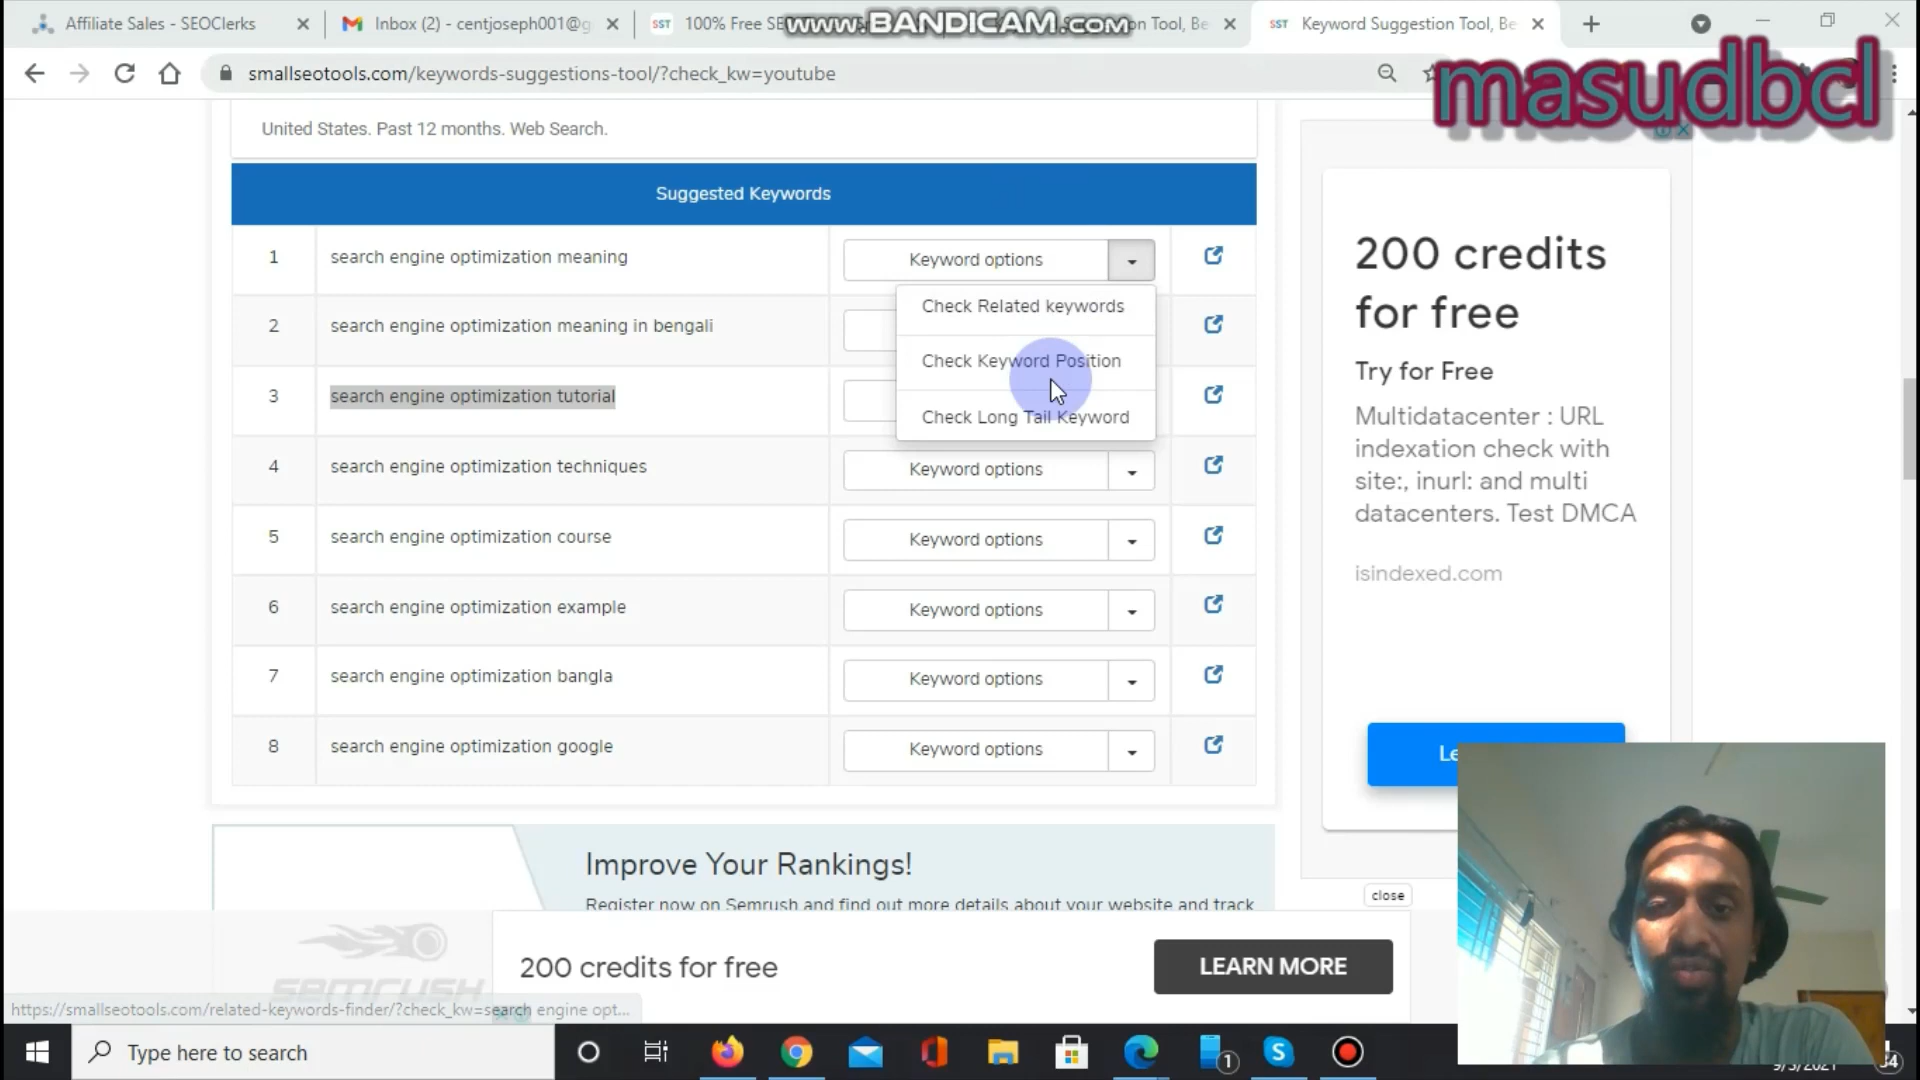 Affiliate Sales - SEOClerks
Inbox (2) - centjoseph001@g
100% Free SE
www.BANDICAM.com
Tool, Be
Keyword Suggestion Tool, Be
smallseotools.com/keywords-suggestions-tool/?check_kw=youtube
masudbcl
United States. Past 12 months. Web Search.
Suggested Keywords
1 search engine optimization meaning Keyword options
Check Related keywords
2 search engine optimization meaning in bengali
Check Keyword Position
3 search engine optimization tutorial
Check Long Tail Keyword
4 search engine optimization techniques Keyword options
5 search engine optimization course Keyword options
6 search engine optimization example Keyword options
7 search engine optimization bangla Keyword options
8 search engine optimization google Keyword options
200 credits
for free
Try for Free
Multidatacenter : URL
indexation check with
site:, inurl: and multi
datacenters. Test DMCA
isindexed.com
Improve Your Rankings!
Register now on Semrush and find out more details about your website and track
close
semrush
200 credits for free
LEARN MORE
https://smallseotools.com/related-keywords-finder/?check_kw=search engine opt...
Type here to search
1